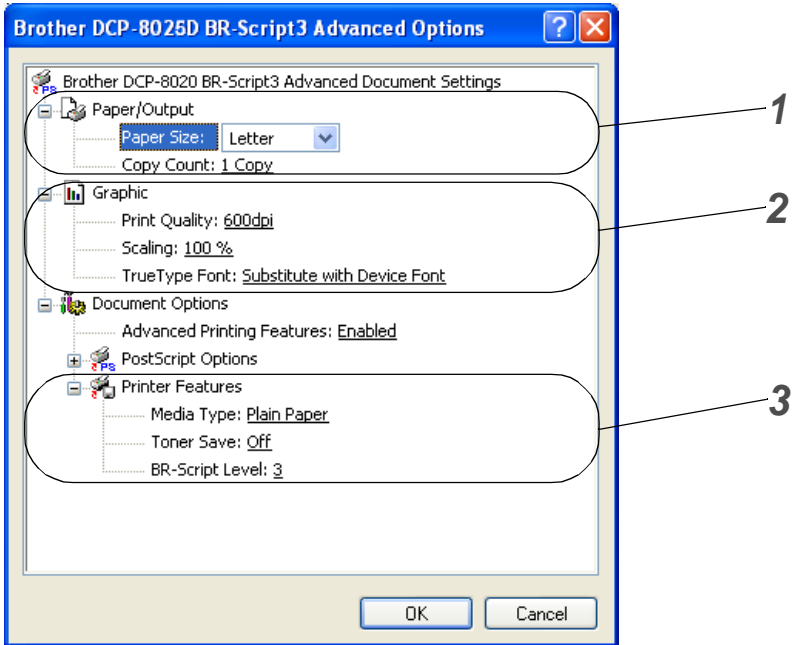 Brother DCP-8025D BR-Script3 Advanced Options
Brother DCP-8020 BR-Script3 Advanced Document Settings
PS
Paper/Output
1
Paper Size: Letter
Copy Count: 1 Copy
Graphic
2
Print Quality: 600dpi
Scaling: 100 %
TrueType Font: Substitute with Device Font
Document Options
Advanced Printing Features: Enabled
PostScript Options
PS
Printer Features
3
Media Type: Plain Paper
Toner Save: Off
BR-Script Level: 3
OK Cancel